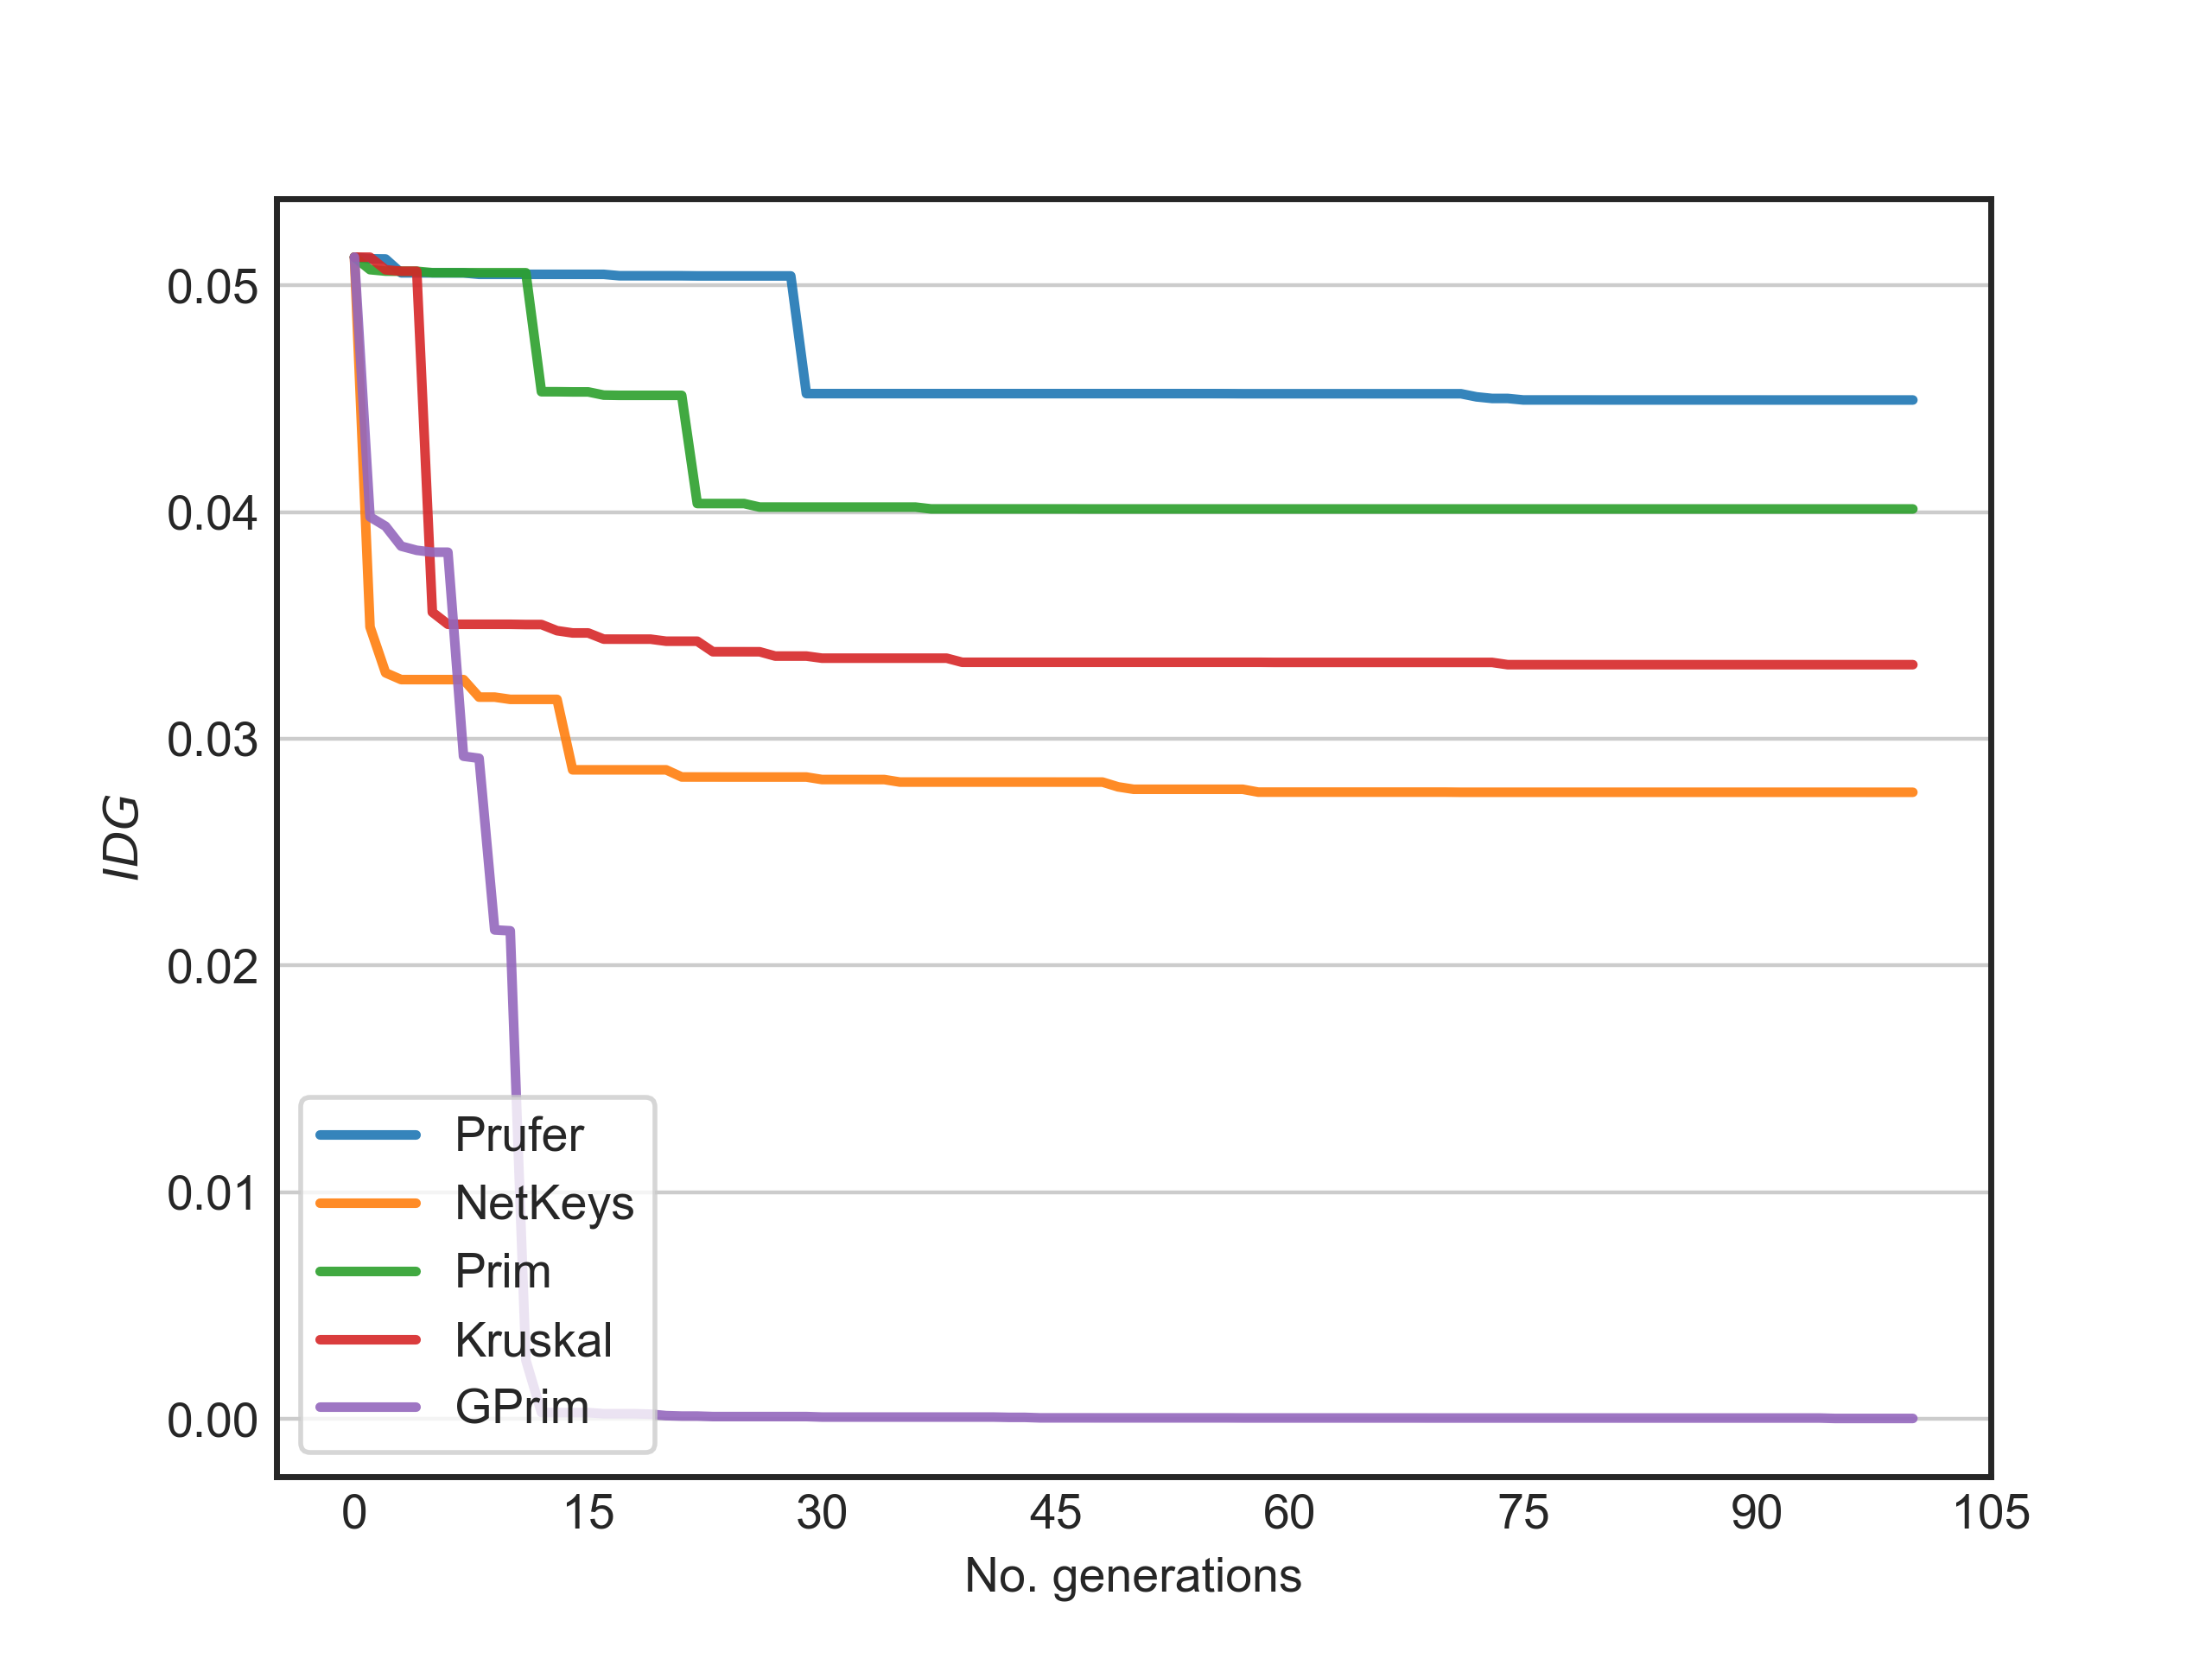 0.05
0.04
0.03
0.02
0.01
0.00
IDG
Prufer
NetKeys
Prim
Kruskal
GPrim
0 15 30 45 60 75 90 105
No. generations